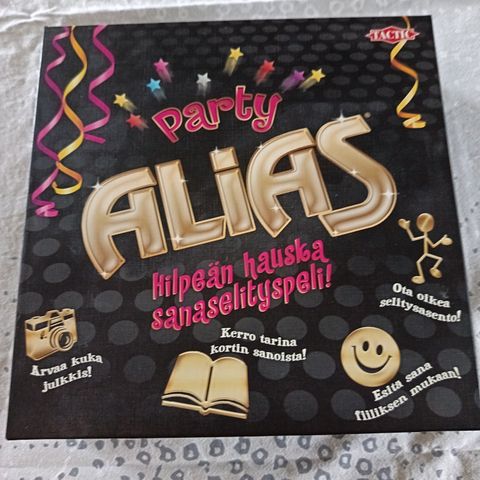 TACTIC
Party
ALIAS
Hilpeän hauska
sanaselityspeli!
Ota oikea
selitysasento!
Kerro tarina
kortin sanoista!
Arvaa kuka
julkkis!
Esitä sana
fiiliksen mukaan!